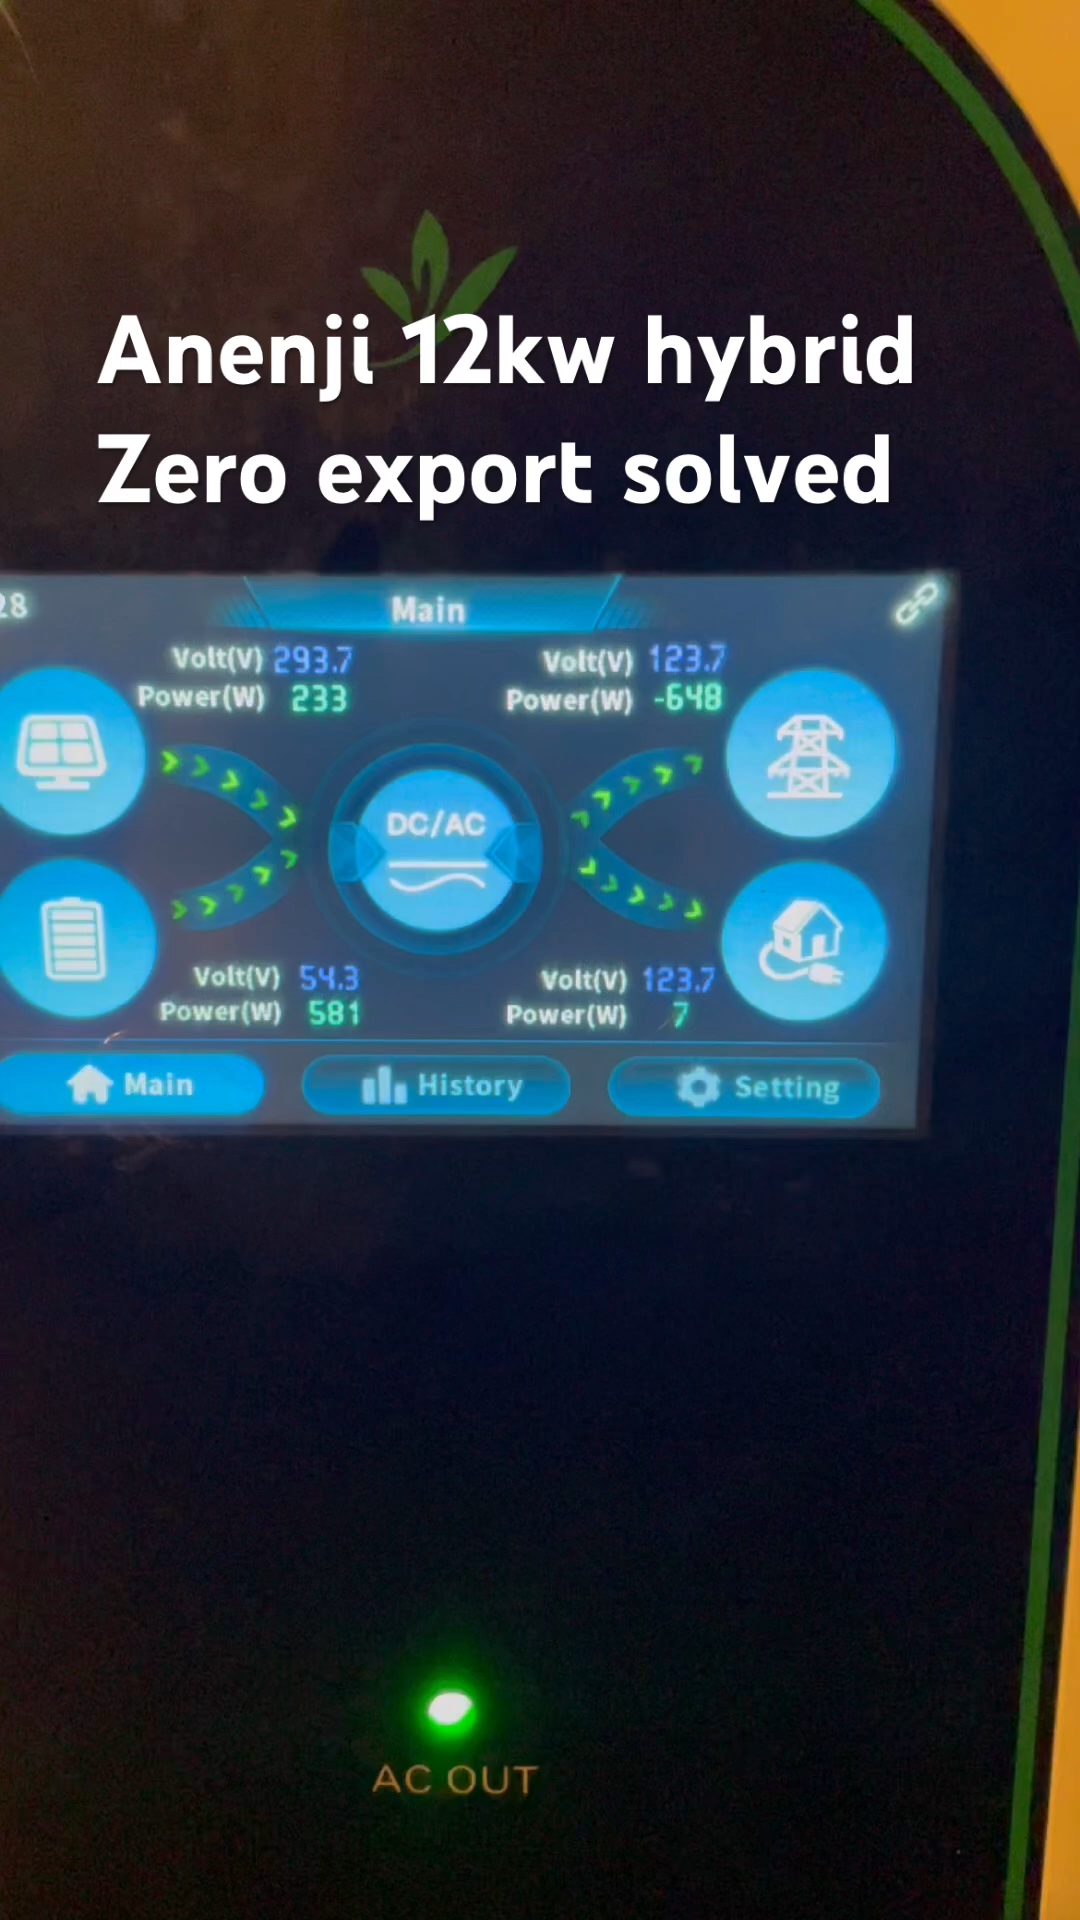 Anenji 12kw hybrid
Zero export solved
28
Main
Volt(V) 293.7
Power(W) 233
Volt(V) 123.7
Power(W) -648
DC/AC
Volt(V) 54.3
Power(W) 581
Volt(V) 123.7
Power(W) 7
Main
History
Setting
AC OUT